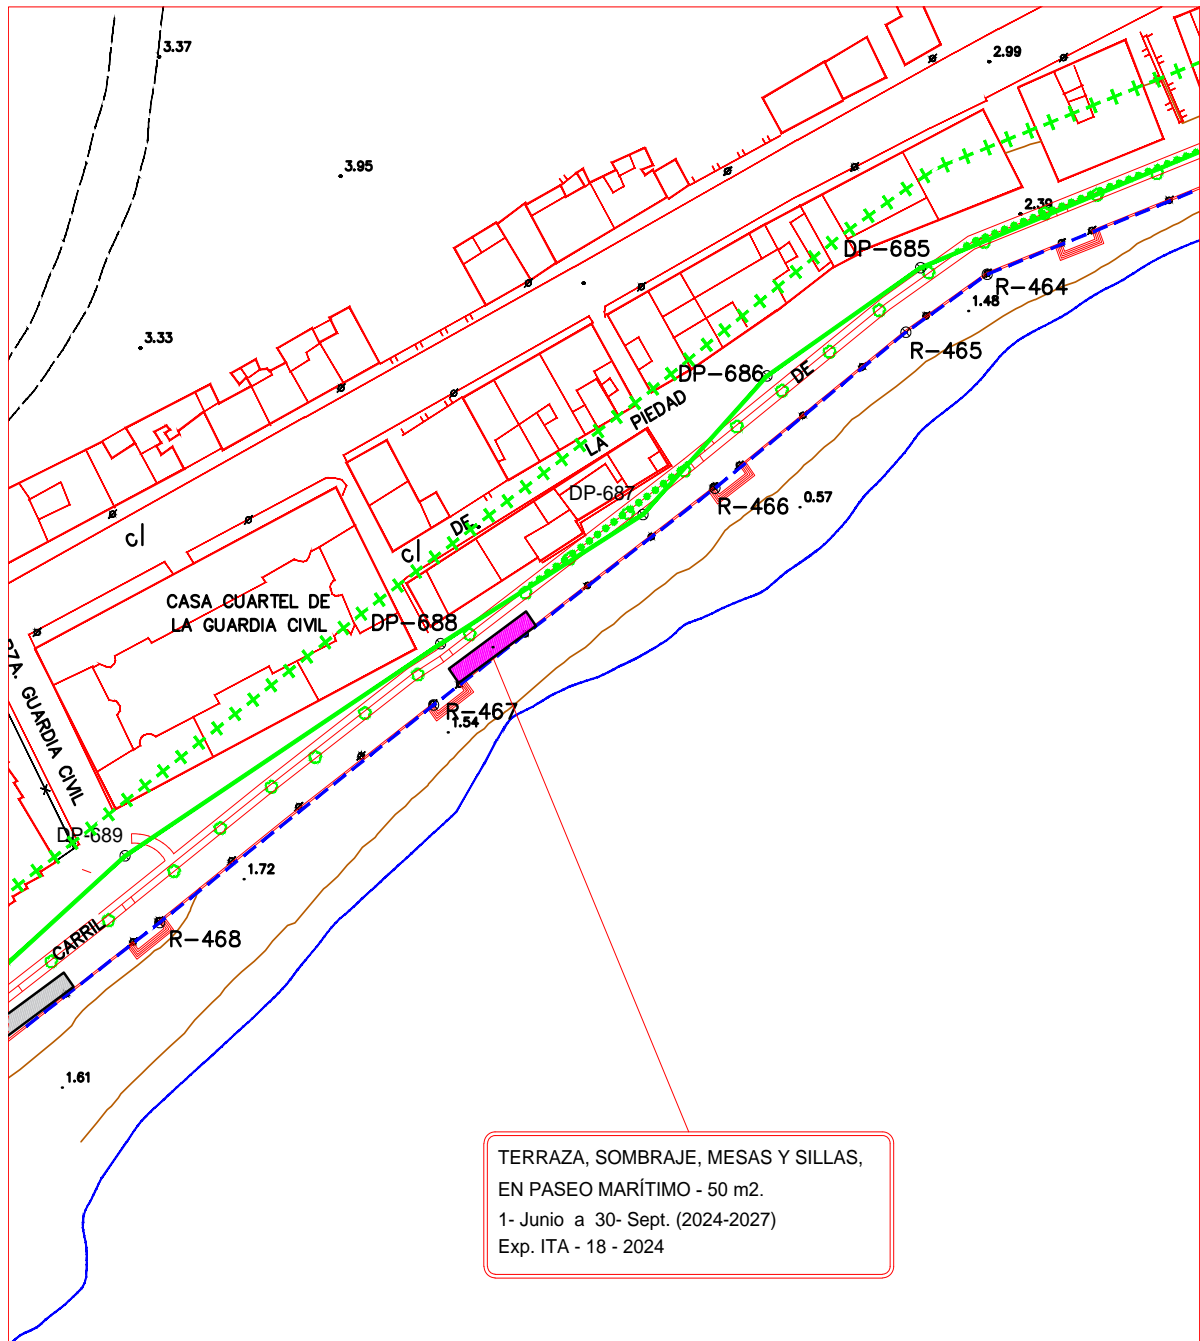 3.37
2.99
3.95
2.39
DP-685
R-464
1.48
3.33
R-465
DP-686
DE
LA PIEDAD
DP-687
R-466
0.57
cl
cl DE
CASA CUARTEL DE
LA GUARDIA CIVIL
DP-688
PZA. GUARDIA CIVIL
R-467
1.54
DP-689
1.72
CARRIL
R-468
1.61
TERRAZA, SOMBRAJE, MESAS Y SILLAS,
EN PASEO MARÍTIMO - 50 m2.
1- Junio a 30- Sept. (2024-2027)
Exp. ITA - 18 - 2024